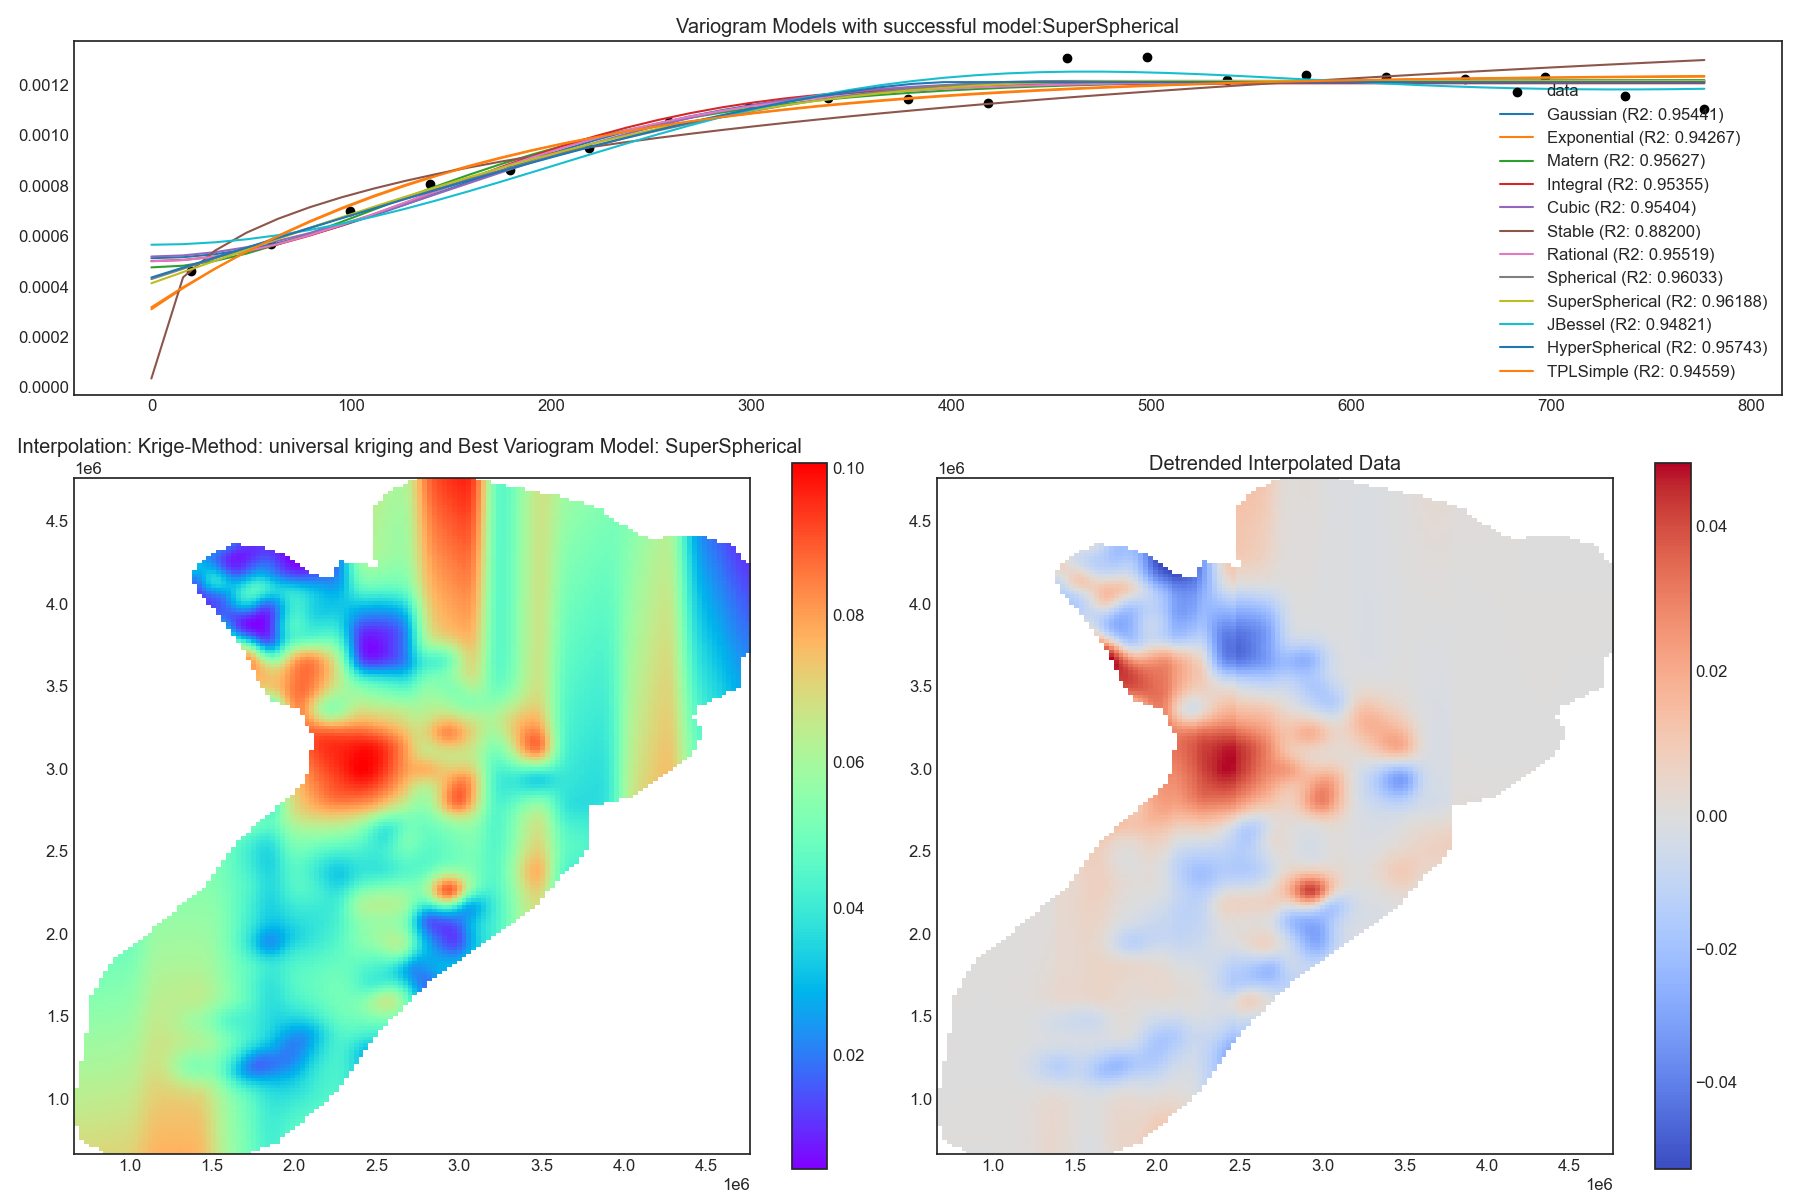 Variogram Models with successful model:SuperSpherical
0.0012
0.0010
0.0008
0.0006
0.0004
0.0002
0.0000
0 100 200 300 400 500 600 700 800
data
Gaussian (R2: 0.95441)
Exponential (R2: 0.94267)
Matern (R2: 0.95627)
Integral (R2: 0.95355)
Cubic (R2: 0.95404)
Stable (R2: 0.88200)
Rational (R2: 0.95519)
Spherical (R2: 0.96033)
SuperSpherical (R2: 0.96188)
JBessel (R2: 0.94821)
HyperSpherical (R2: 0.95743)
TPLSimple (R2: 0.94559)
Interpolation: Krige-Method: universal kriging and Best Variogram Model: SuperSpherical
1e6
4.5
4.0
3.5
3.0
2.5
2.0
1.5
1.0
1.0 1.5 2.0 2.5 3.0 3.5 4.0 4.5
1e6
0.10
0.08
0.06
0.04
0.02
Detrended Interpolated Data
1e6
4.5
4.0
3.5
3.0
2.5
2.0
1.5
1.0
1.0 1.5 2.0 2.5 3.0 3.5 4.0 4.5
1e6
0.04
0.02
0.00
−0.02
−0.04